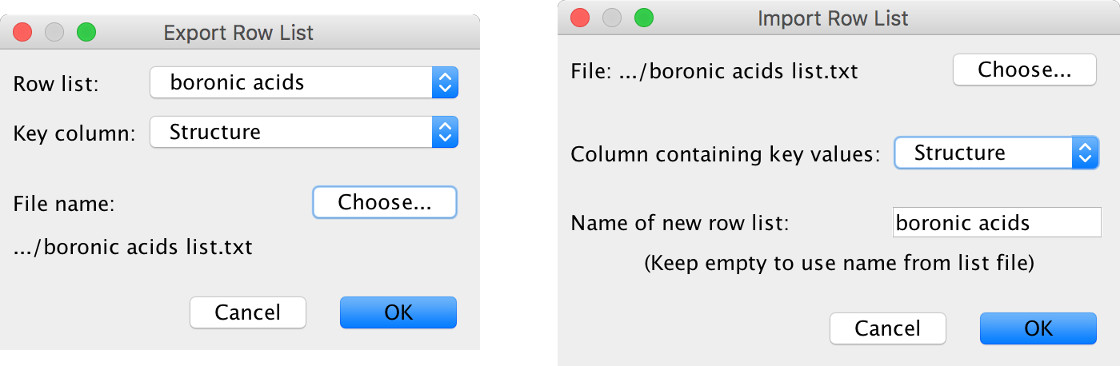 Export Row List
Row list: boronic acids
Key column: Structure
File name: Choose...
.../boronic acids list.txt
Cancel OK
Import Row List
File: .../boronic acids list.txt Choose...
Column containing key values: Structure
Name of new row list: boronic acids
(Keep empty to use name from list file)
Cancel OK